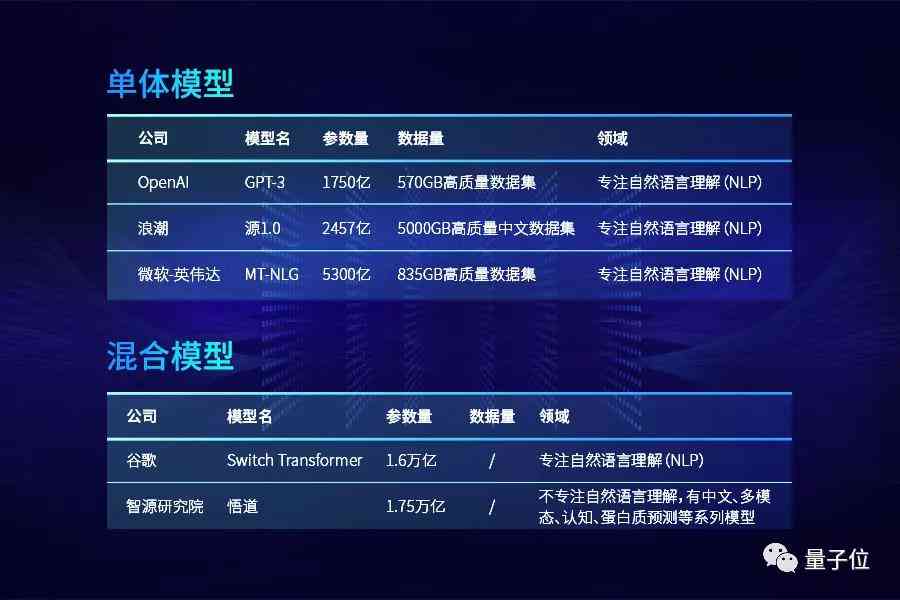 单体模型
公司 模型名 参数量 数据量 领域
OpenAI GPT-3 1750亿 570GB高质量数据集 专注自然语言理解(NLP)
浪潮 源1.0 2457亿 5000GB高质量中文数据集 专注自然语言理解(NLP)
微软-英伟达 MT-NLG 5300亿 835GB高质量数据集 专注自然语言理解(NLP)
混合模型
公司 模型名 参数量 数据量 领域
谷歌 Switch Transformer 1.6万亿 / 专注自然语言理解(NLP)
智源研究院 悟道 1.75万亿 / 不专注自然语言理解,有中文、多模
态、认知、蛋白质预测等系列模型
量子位